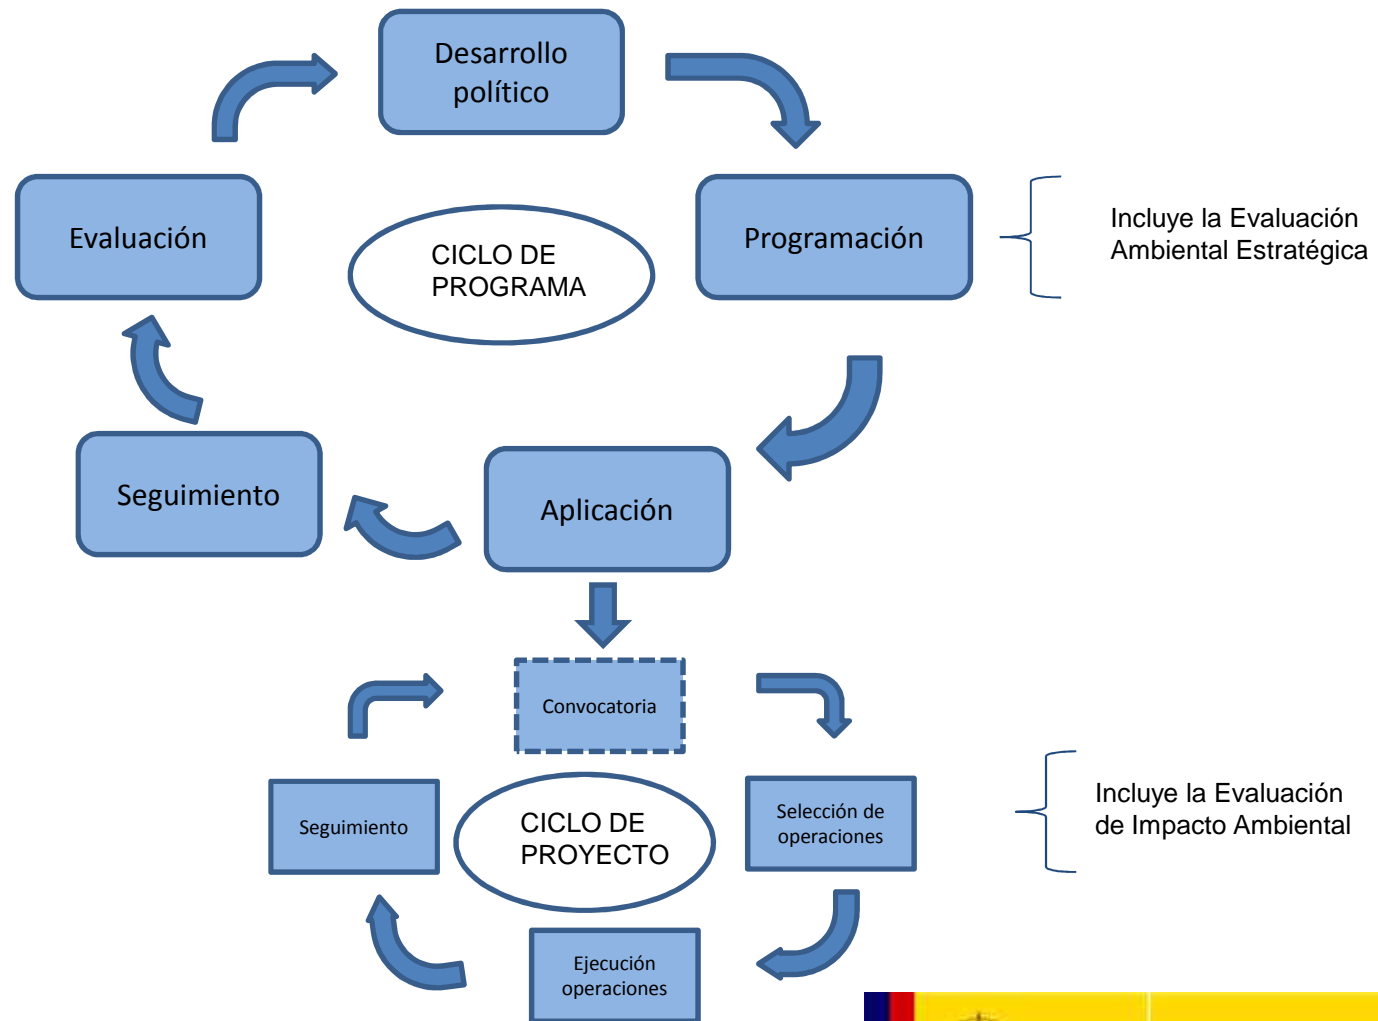 Desarrollo
político
Evaluación
CICLO DE
PROGRAMA
Programación
Incluye la Evaluación
Ambiental Estratégica
Seguimiento
Aplicación
Convocatoria
Seguimiento
CICLO DE
PROYECTO
Selección de
operaciones
Incluye la Evaluación
de Impacto Ambiental
Ejecución
operaciones